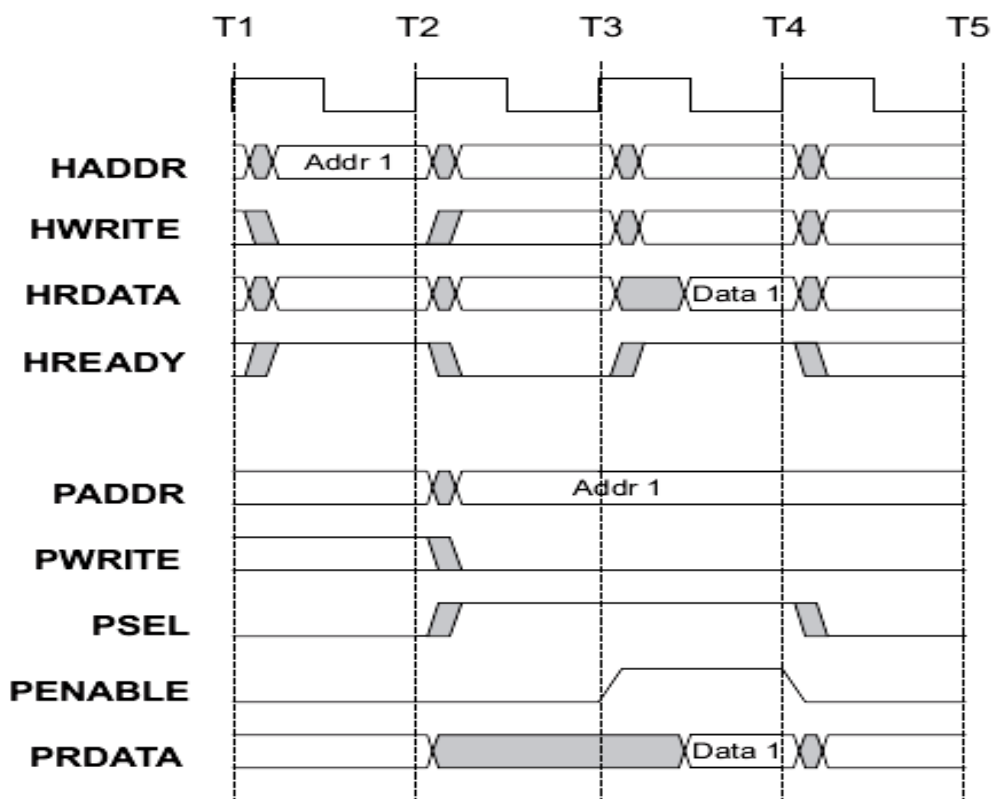 T1 T2 T3 T4 T5
HADDR Addr 1
HWRITE
HRDATA Data 1
HREADY
PADDR Addr 1
PWRITE
PSEL
PENABLE
PRDATA Data 1